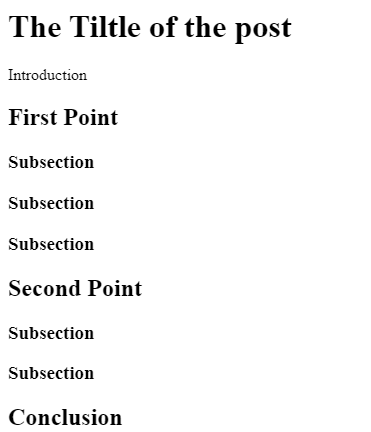 The Tiltle of the post
Introduction
First Point
Subsection
Subsection
Subsection
Second Point
Subsection
Subsection
Conclusion